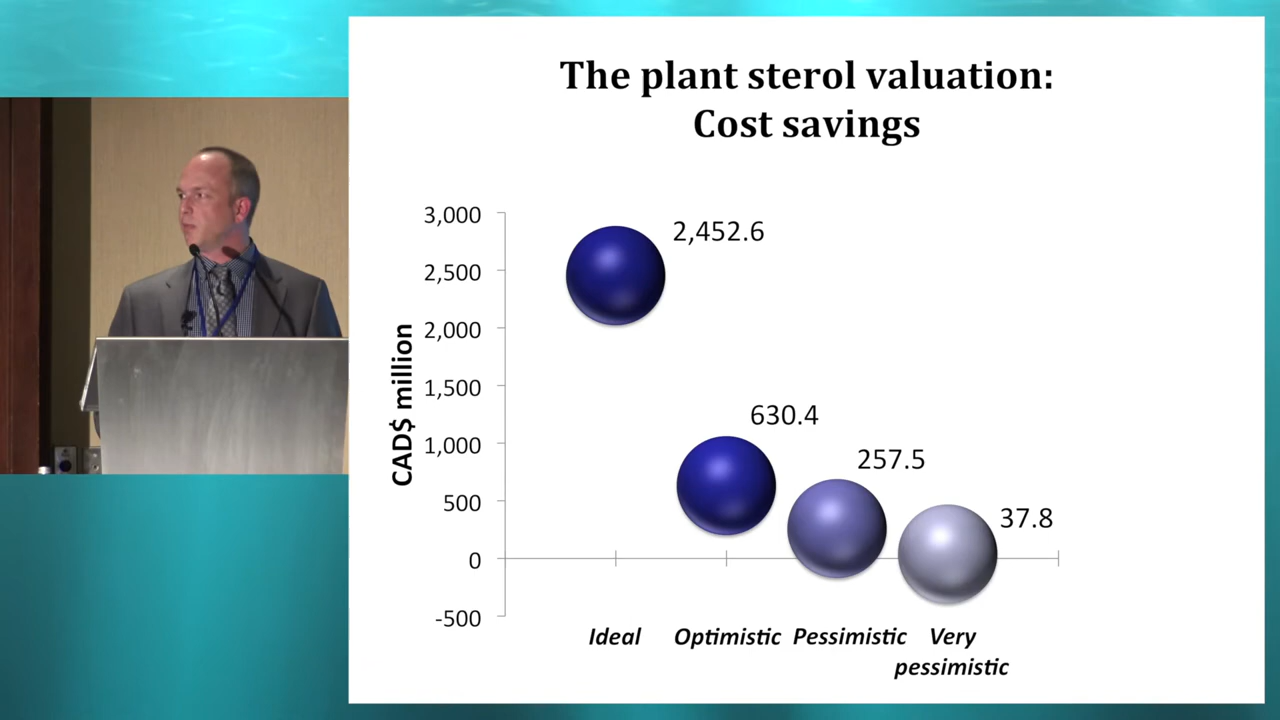 The plant sterol valuation:
Cost savings
CAD$ million
3,000
2,500
2,000
1,500
1,000
500
0
-500
2,452.6
630.4
257.5
37.8
Ideal
Optimistic
Pessimistic
Very
pessimistic